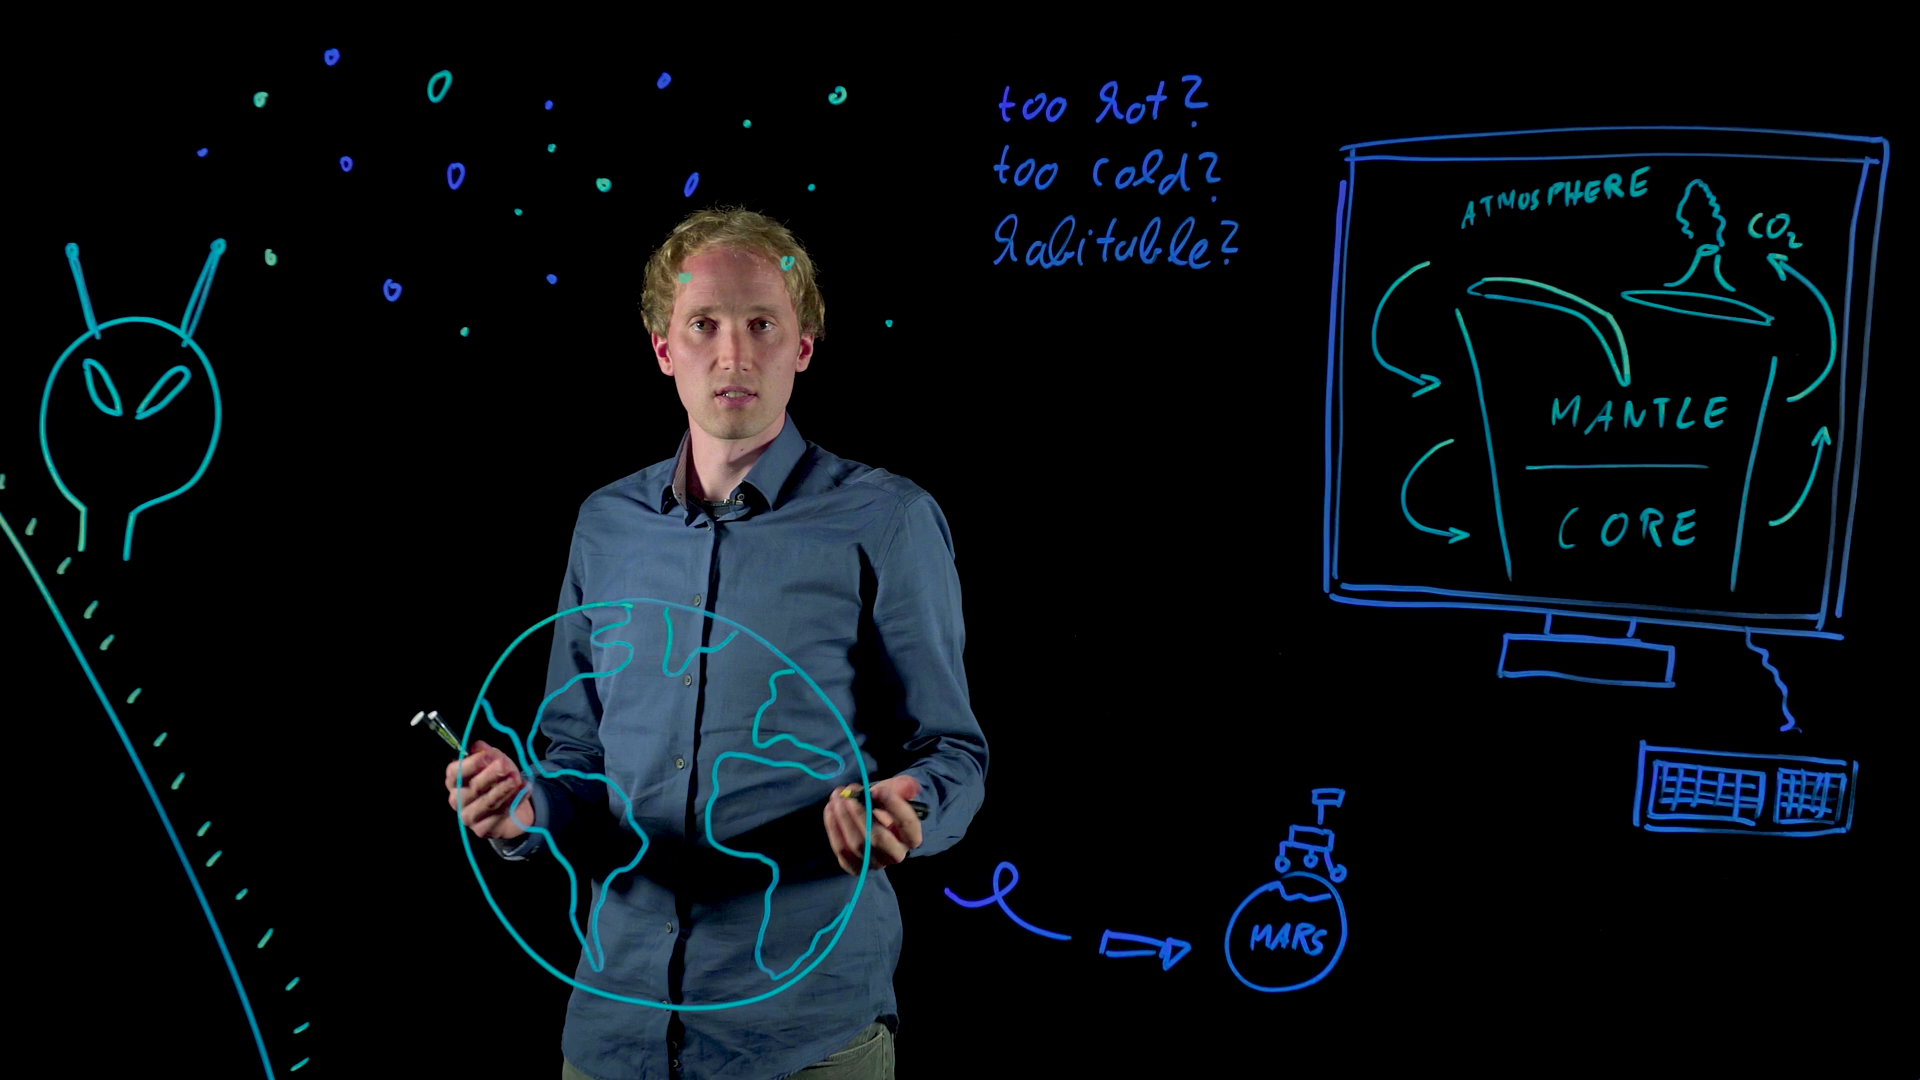 too hot?
too cold?
habitable?
ATMOSPHERE
CO₂
MANTLE
CORE
MARS